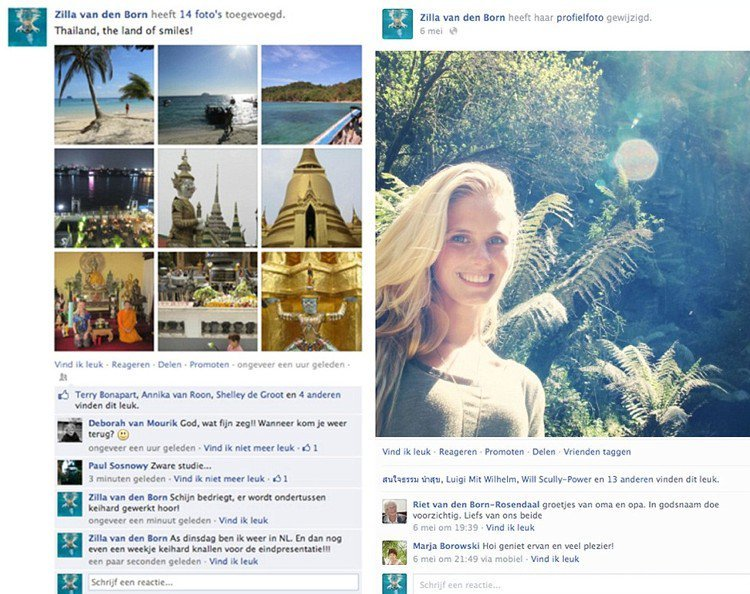 Zilla van den Born heeft 14 foto's toegevoegd.
Thailand, the land of smiles!
Vind ik leuk · Reageren · Delen · Promoten · ongeveer een uur geleden ·
Terry Bonapart, Annika van Roon, Shelley de Groot en 4 anderen
vinden dit leuk.
Deborah van Mourik God, wat fijn zeg!! Wanneer kom je weer
terug?
ongeveer een uur geleden · Vind ik niet meer leuk · 1
Paul Sosnowy Zware studie...
3 minuten geleden · Vind ik niet meer leuk · 1
Zilla van den Born Schijn bedriegt, er wordt ondertussen
keihard gewerkt hoor!
ongeveer een minuut geleden · Vind ik leuk
Zilla van den Born As dinsdag ben ik weer in NL. En dan nog
even een weekje keihard knallen voor de eindpresentatie!!!
een paar seconden geleden · Vind ik leuk
Schrijf een reactie...
Zilla van den Born heeft haar profielfoto gewijzigd.
6 mei ·
Vind ik leuk · Reageren · Promoten · Delen · Vrienden taggen
สนใจธรรม นำสุข, Luigi Mit Wilhelm, Will Scully-Power en 13 anderen vinden dit leuk.
Riet van den Born-Rosendaal groetjes van oma en opa. In godsnaam doe
voorzichtig. Liefs van ons beide
6 mei om 19:39 · Vind ik leuk
Marja Borowski Hoi geniet ervan en veel plezier!
6 mei om 21:49 via mobiel · Vind ik leuk
Schrijf een reactie...